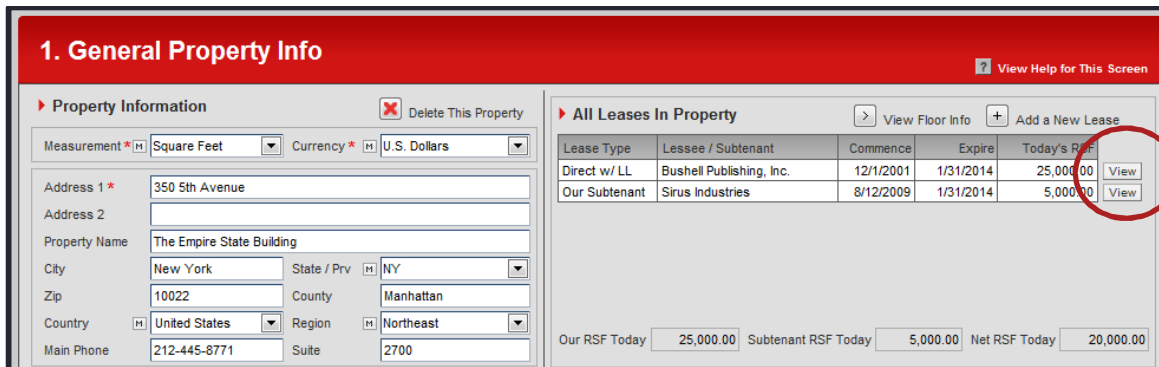 1. General Property Info
? View Help for This Screen
Property Information
Delete This Property
Measurement * M Square Feet Currency * M U.S. Dollars
Address 1 * 350 5th Avenue
Address 2
Property Name The Empire State Building
City New York State / Prv M NY
Zip 10022 County Manhattan
Country M United States Region M Northeast
Main Phone 212-445-8771 Suite 2700
All Leases In Property > View Floor Info + Add a New Lease
Lease Type Lessee / Subtenant Commence Expire Today's RSF
Direct w/ LL Bushell Publishing, Inc. 12/1/2001 1/31/2014 25,000.00 View
Our Subtenant Sirus Industries 8/12/2009 1/31/2014 5,000.00 View
Our RSF Today 25,000.00 Subtenant RSF Today 5,000.00 Net RSF Today 20,000.00